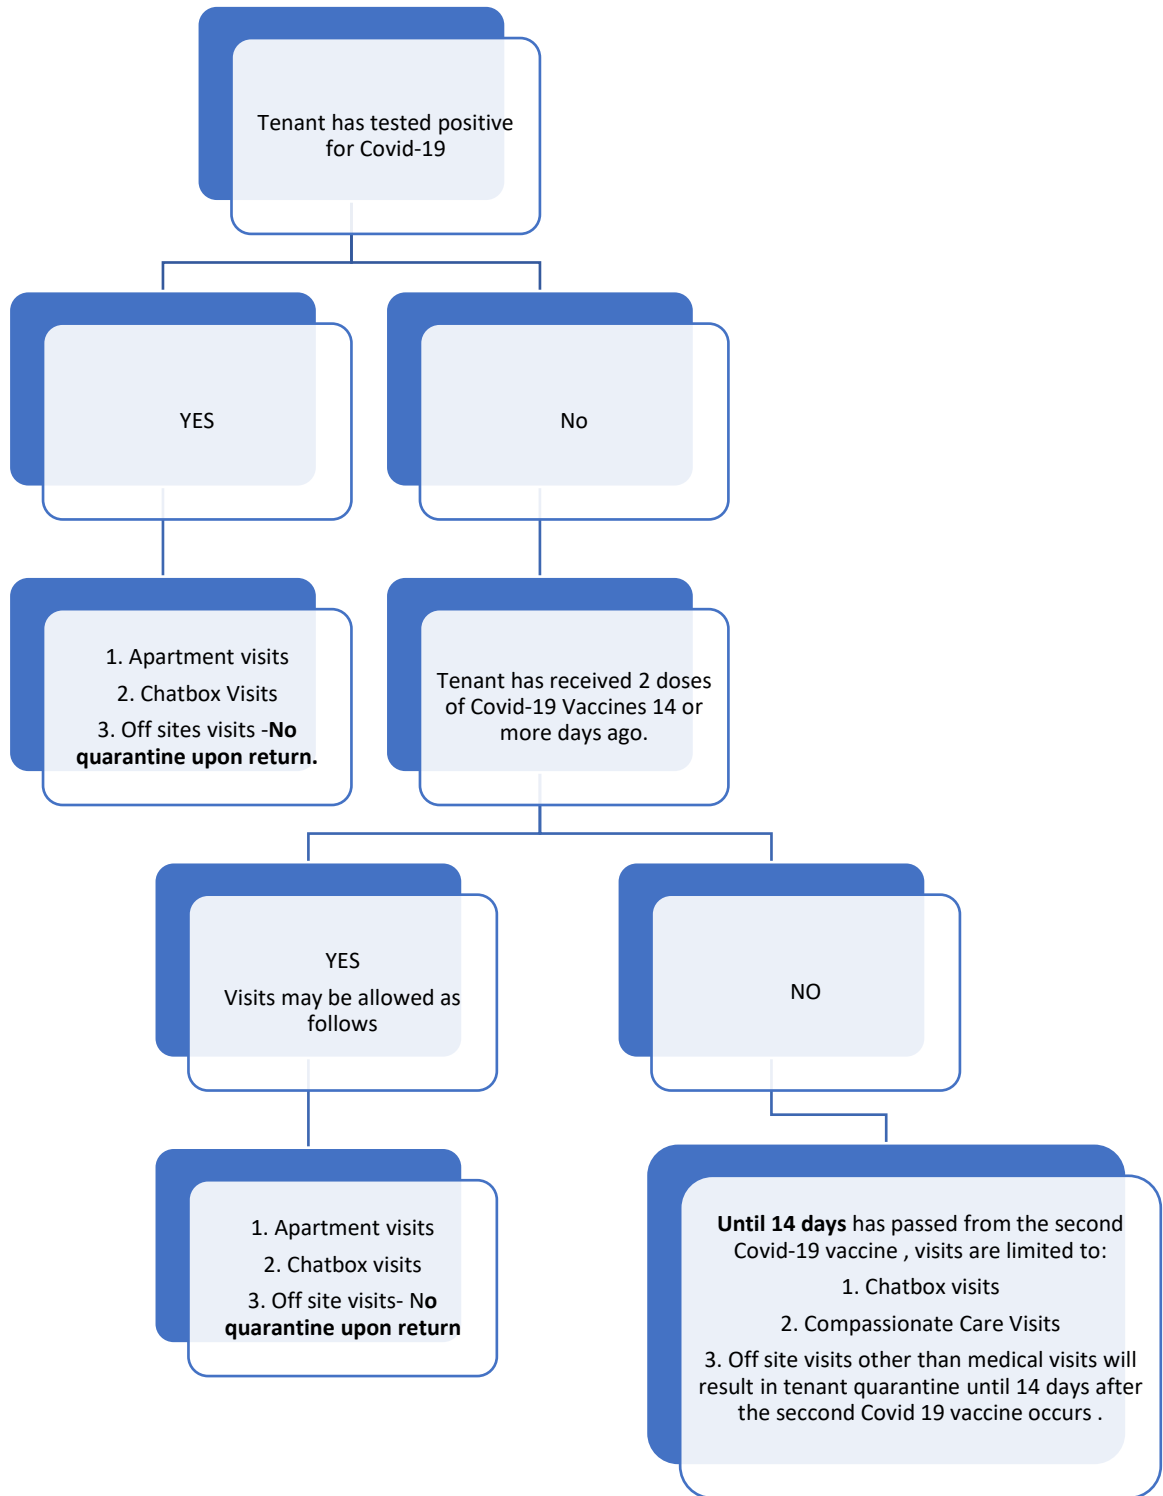 Tenant has tested positive
for Covid-19
YES
No
1. Apartment visits
2. Chatbox Visits
3. Off sites visits -No
quarantine upon return.
Tenant has received 2 doses
of Covid-19 Vaccines 14 or
more days ago.
YES
Visits may be allowed as
follows
NO
1. Apartment visits
2. Chatbox visits
3. Off site visits- No
quarantine upon return
Until 14 days has passed from the second
Covid-19 vaccine , visits are limited to:
1. Chatbox visits
2. Compassionate Care Visits
3. Off site visits other than medical visits will
result in tenant quarantine until 14 days after
the seccond Covid 19 vaccine occurs .